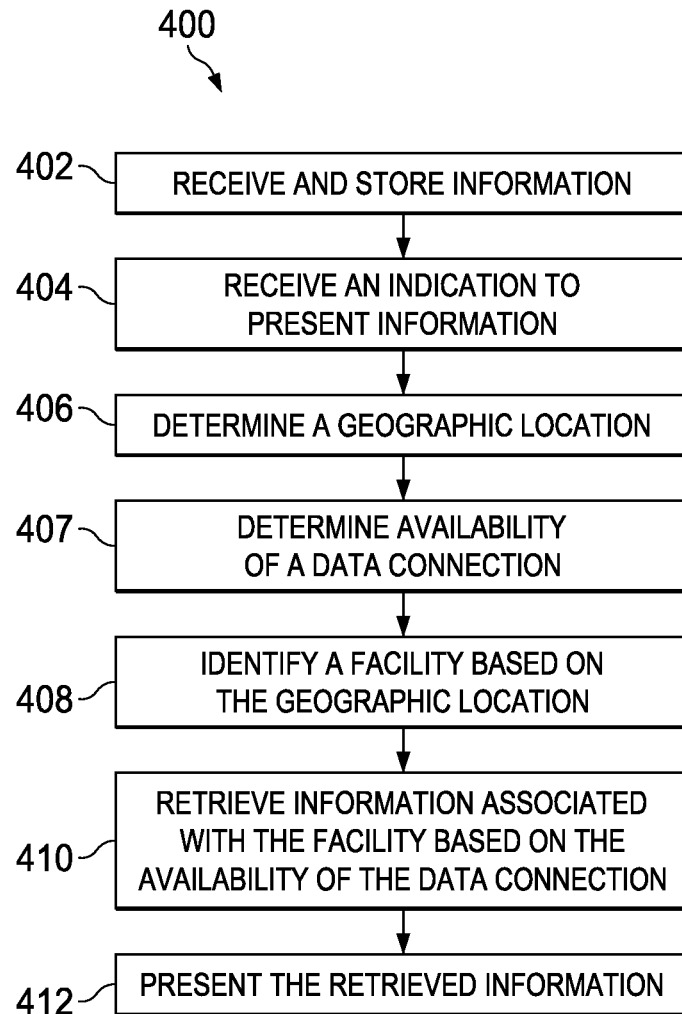 400
402
RECEIVE AND STORE INFORMATION
404
RECEIVE AN INDICATION TO
PRESENT INFORMATION
406
DETERMINE A GEOGRAPHIC LOCATION
407
DETERMINE AVAILABILITY
OF A DATA CONNECTION
408
IDENTIFY A FACILITY BASED ON
THE GEOGRAPHIC LOCATION
410
RETRIEVE INFORMATION ASSOCIATED
WITH THE FACILITY BASED ON THE
AVAILABILITY OF THE DATA CONNECTION
412
PRESENT THE RETRIEVED INFORMATION